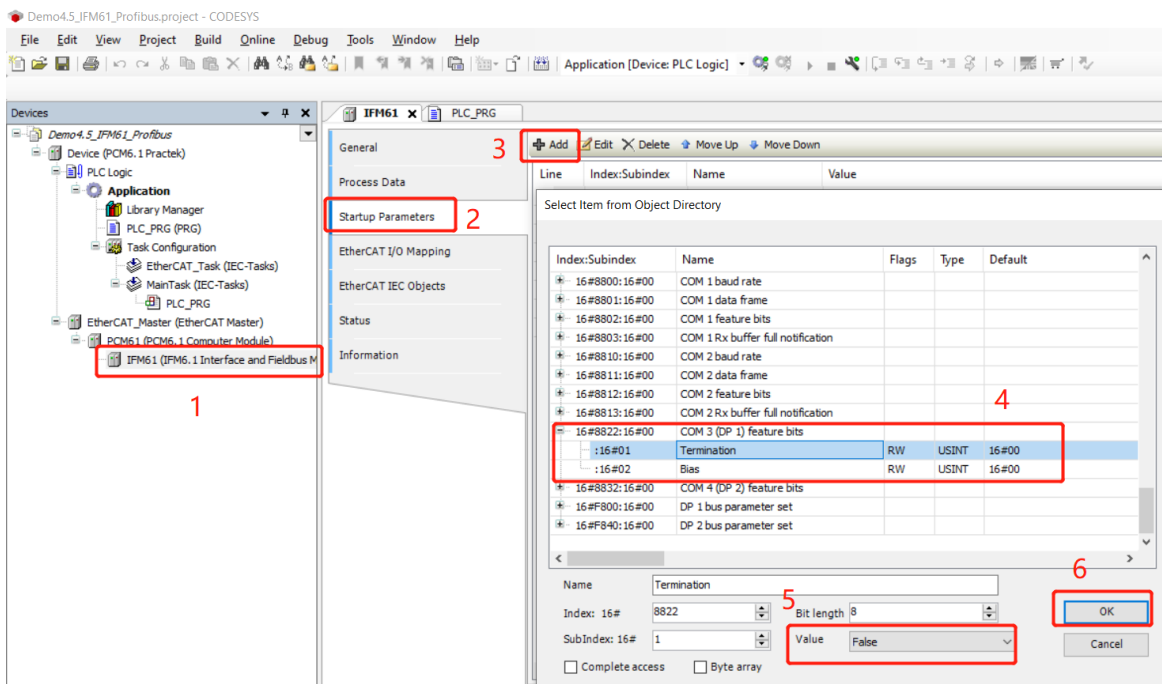 Demo4.5_IFM61_Profibus.project - CODESYS
File Edit View Project Build Online Debug Tools Window Help
Application [Device: PLC Logic]
Devices
Demo4.5_IFM61_Profibus
Device (PCM6.1 Practek)
PLC Logic
Application
Library Manager
PLC_PRG (PRG)
Task Configuration
EtherCAT_Task (IEC-Tasks)
MainTask (IEC-Tasks)
PLC_PRG
EtherCAT_Master (EtherCAT Master)
PCM61 (PCM6.1 Computer Module)
IFM61 (IFM6.1 Interface and Fieldbus M
1
IFM61 PLC_PRG
General
Process Data
Startup Parameters
2
EtherCAT I/O Mapping
EtherCAT IEC Objects
Status
Information
3
Add Edit Delete Move Up Move Down
Line Index:Subindex Name Value
Select Item from Object Directory
Index:Subindex Name Flags Type Default
16#8800:16#00 COM 1 baud rate
16#8801:16#00 COM 1 data frame
16#8802:16#00 COM 1 feature bits
16#8803:16#00 COM 1 Rx buffer full notification
16#8810:16#00 COM 2 baud rate
16#8811:16#00 COM 2 data frame
16#8812:16#00 COM 2 feature bits
16#8813:16#00 COM 2 Rx buffer full notification
4
16#8822:16#00 COM 3 (DP 1) feature bits
:16#01 Termination RW USINT 16#00
:16#02 Bias RW USINT 16#00
16#8832:16#00 COM 4 (DP 2) feature bits
16#F800:16#00 DP 1 bus parameter set
16#F840:16#00 DP 2 bus parameter set
Name Termination
6
Index: 16# 8822 5 Bit length 8 OK
SubIndex: 16# 1 Value False Cancel
Complete access Byte array